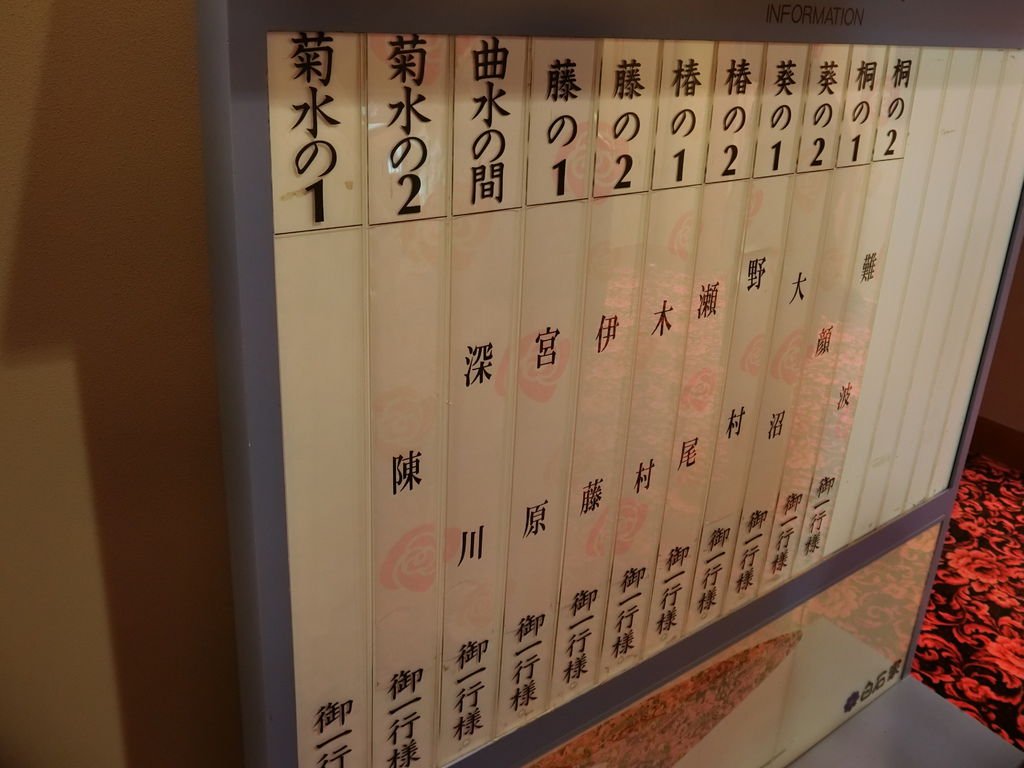 INFORMATION
菊水の1 御一行
菊水の2 陳 御一行様
曲水の間 深川 御一行様
藤の1 宮原 御一行様
藤の2 伊藤 御一行様
椿の1 木村 御一行様
椿の2 瀬尾 御一行様
葵の1 野村 御一行様
葵の2 大沼 御一行様
桐の1 顔 御一行様
桐の2 難波 御一行様